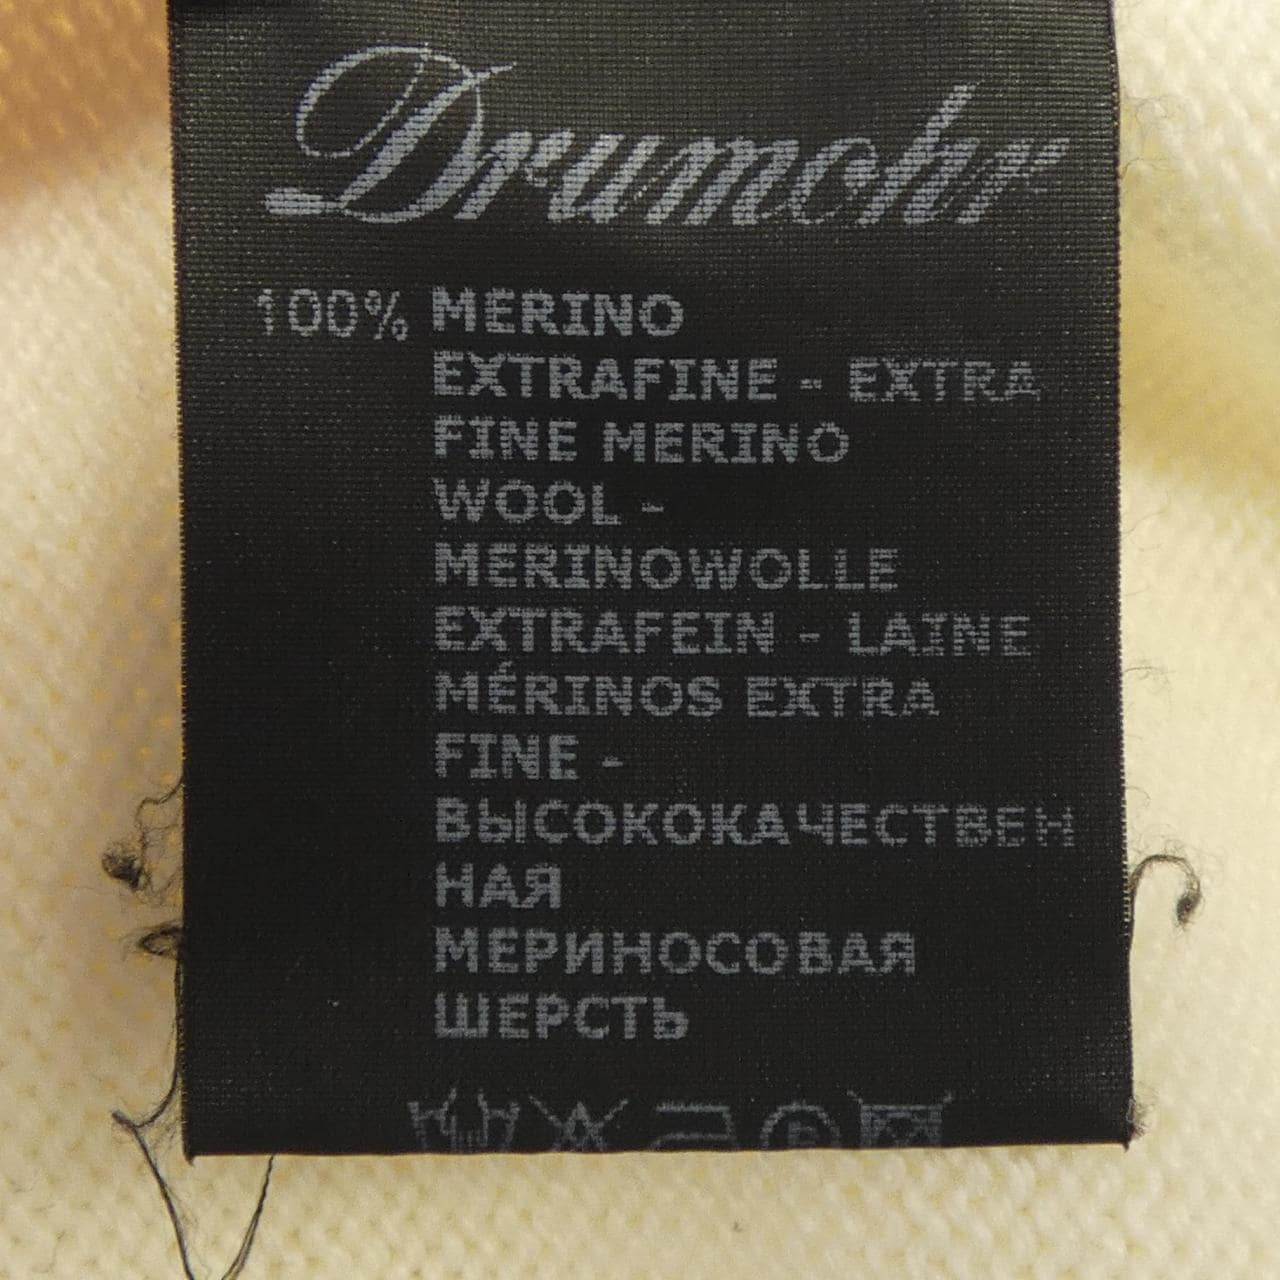 Drumohr
100% MERINO
EXTRAFINE - EXTRA
FINE MERINO
WOOL -
MERINOWOLLE
EXTRAFEIN - LAINE
MÉRINOS EXTRA
FINE -
ВЫСОКОКАЧЕСТВЕН
НАЯ
МЕРИНОСОВАЯ
ШЕРСТЬ